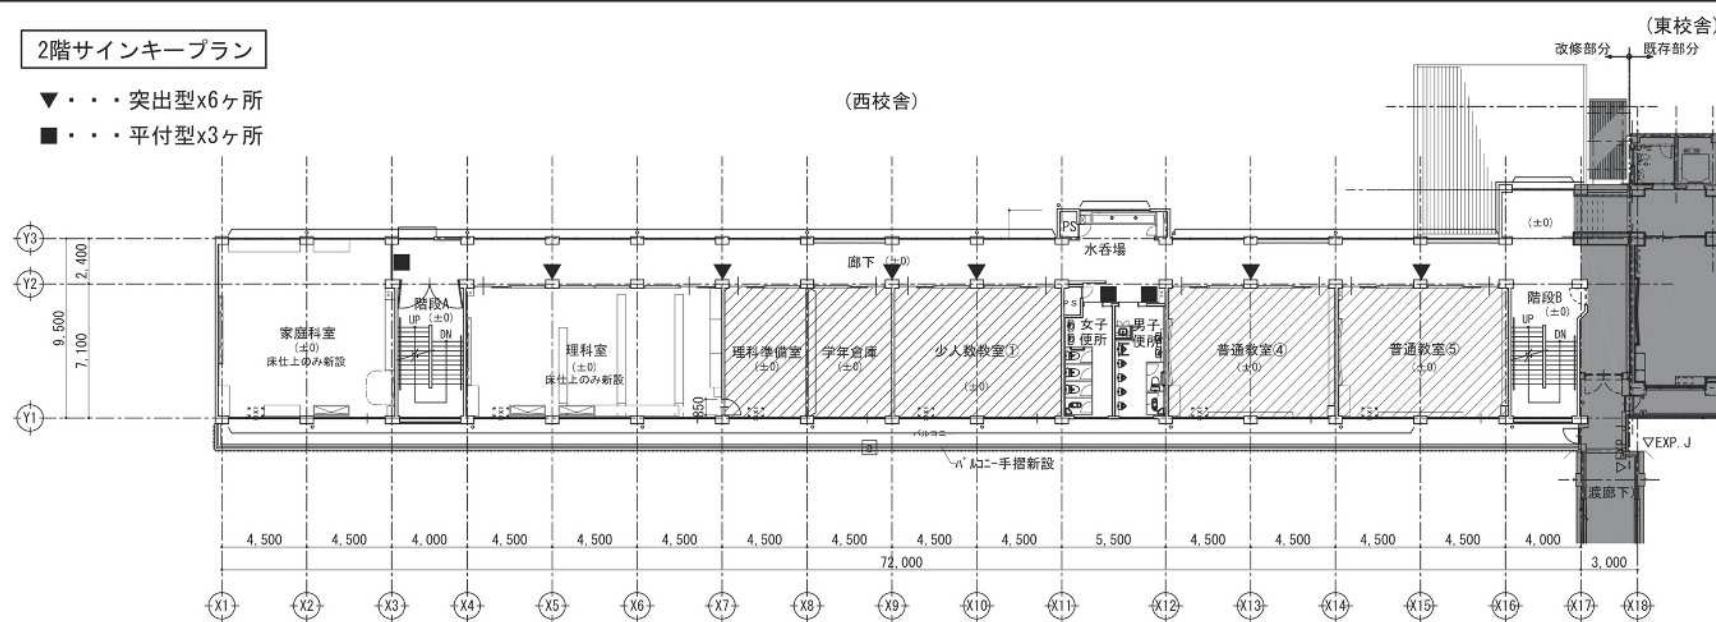 (東校舎)
2階サインキープラン
改修部分
既存部分
▼・・・突出型x6ヶ所
(西校舎)
■・・・平付型x3ヶ所
PS
(±0)
Y3
水呑場
2,400
廊下 (±0)
Y2
階段A
(±0)
UP
DN
PS
女子
便所
男子
便所
階段B
(±0)
UP
DN
9,500
7,100
家庭科室
(±0)
床仕上のみ新設
理科室
(±0)
床仕上のみ新設
理科準備室
(±0)
学年倉庫
(±0)
少人数教室①
(±0)
普通教室④
(±0)
普通教室⑤
(±0)
850
Y1
バルコニー
バルコニー手摺新設
▽EXP.J
(渡廊下)
4,500 4,500 4,000 4,500 4,500 4,500 4,500 4,500 4,500 4,500 5,500 4,500 4,500 4,500 4,500 4,000
72,000 3,000
X1 X2 X3 X4 X5 X6 X7 X8 X9 X10 X11 X12 X13 X14 X15 X16 X17 X18